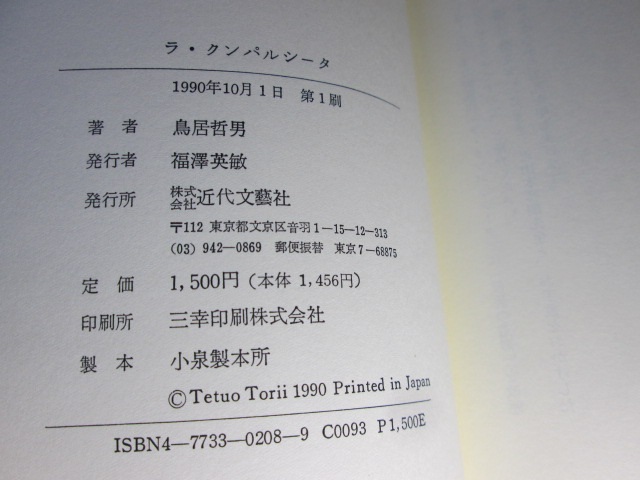 ラ・クンパルシータ
1990年10月1日 第1刷
著者 鳥居哲男
発行者 福澤英敏
発行所 株式会社近代文藝社
〒112 東京都文京区音羽1―15―12―313
(03) 942―0869 郵便振替 東京7―68875
定価 1,500円(本体 1,456円)
印刷所 三幸印刷株式会社
製本 小泉製本所
©Tetuo Torii 1990 Printed in Japan
ISBN4―7733―0208―9 C0093 P1,500E